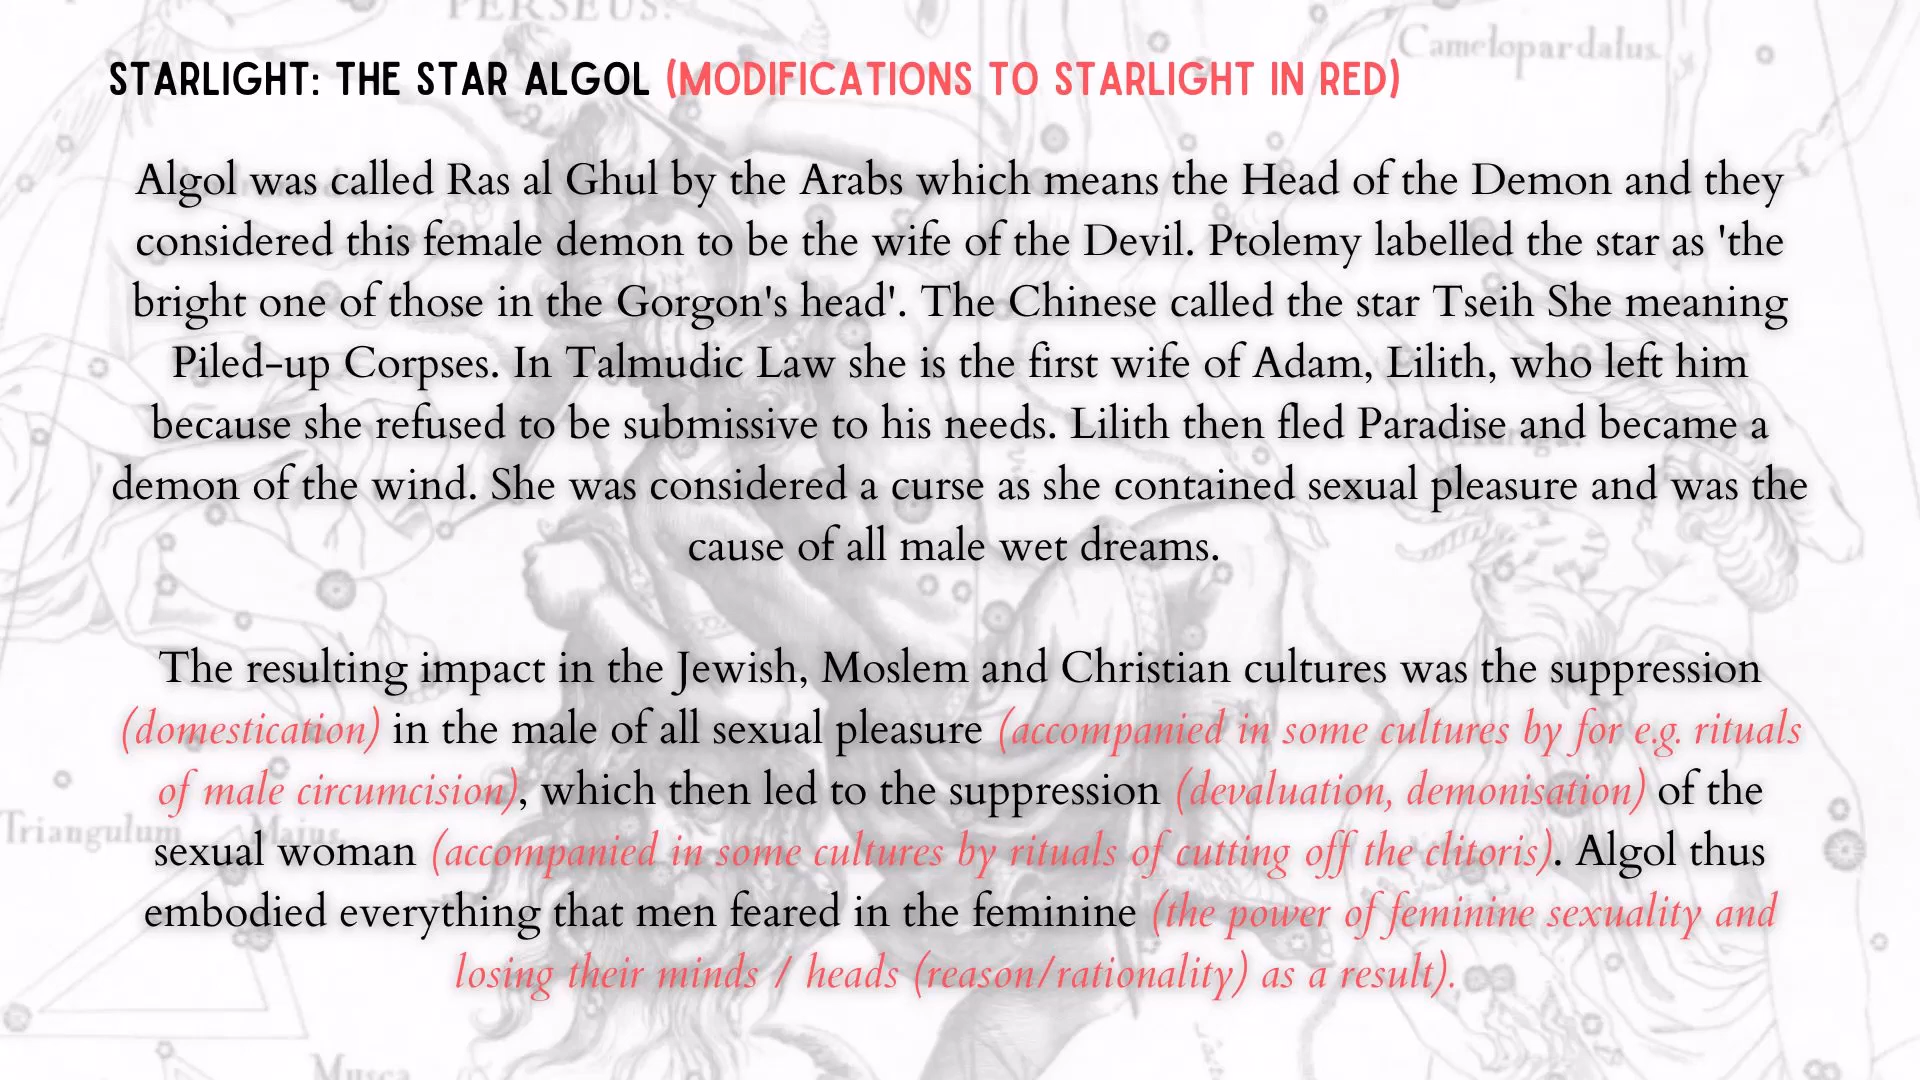 PERSEUS.
Camelopardalus.
STARLIGHT: THE STAR ALGOL (MODIFICATIONS TO STARLIGHT IN RED)
Algol was called Ras al Ghul by the Arabs which means the Head of the Demon and they
considered this female demon to be the wife of the Devil. Ptolemy labelled the star as 'the
bright one of those in the Gorgon's head'. The Chinese called the star Tseih She meaning
Piled-up Corpses. In Talmudic Law she is the first wife of Adam, Lilith, who left him
because she refused to be submissive to his needs. Lilith then fled Paradise and became a
demon of the wind. She was considered a curse as she contained sexual pleasure and was the
cause of all male wet dreams.
The resulting impact in the Jewish, Moslem and Christian cultures was the suppression
(domestication) in the male of all sexual pleasure (accompanied in some cultures by for e.g. rituals
of male circumcision), which then led to the suppression (devaluation, demonisation) of the
sexual woman (accompanied in some cultures by rituals of cutting off the clitoris). Algol thus
embodied everything that men feared in the feminine (the power of feminine sexuality and
losing their minds / heads (reason/rationality) as a result).
Triangulum Majus
Musca